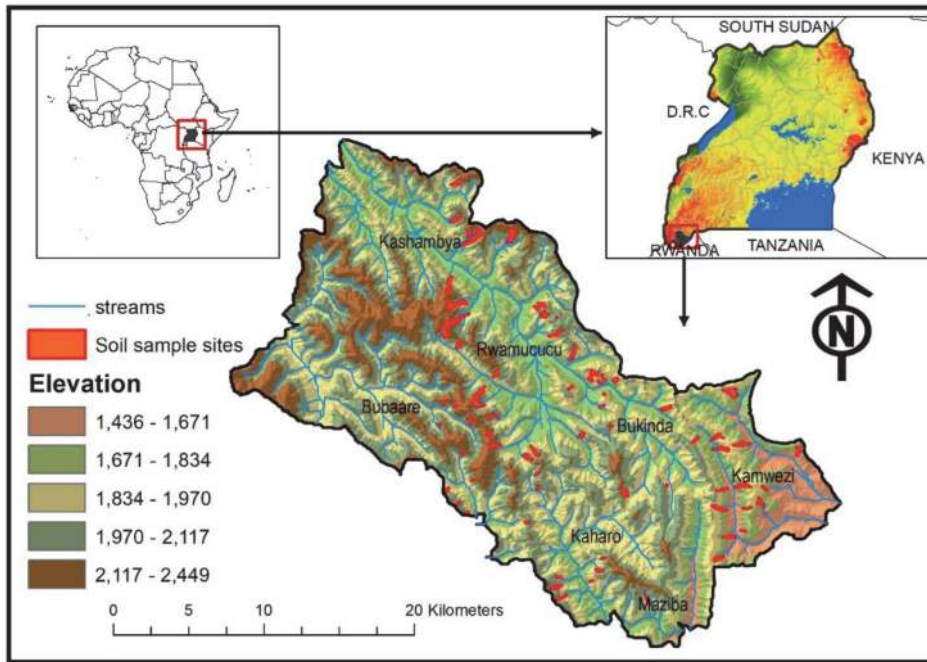 SOUTH SUDAN
D.R.C
KENYA
RWANDA
TANZANIA
N
Kashambya
Rwamucucu
Bubaare
Bukinda
Kamwezi
Kaharo
Maziba
streams
Soil sample sites
Elevation
1,436 - 1,671
1,671 - 1,834
1,834 - 1,970
1,970 - 2,117
2,117 - 2,449
0 5 10 20 Kilometers